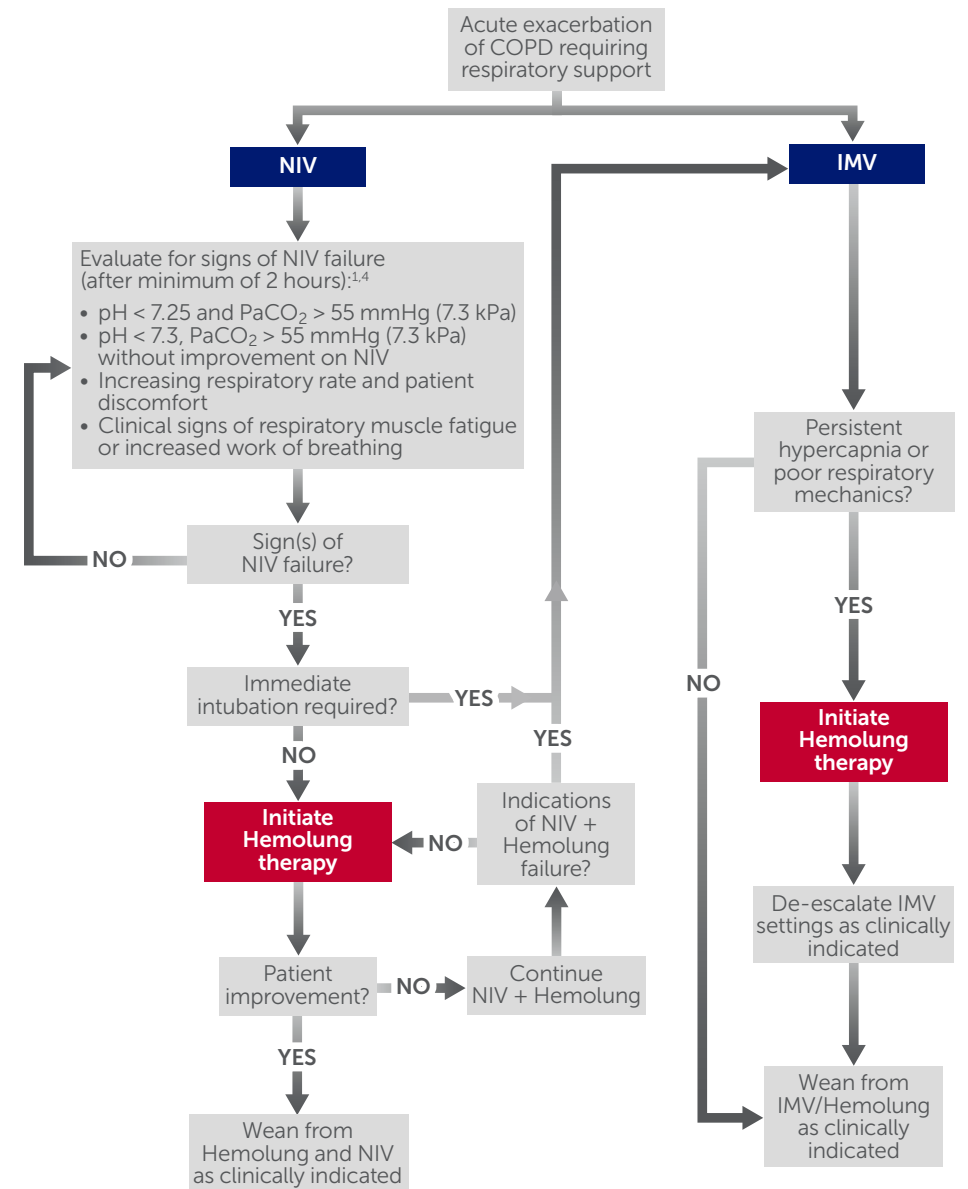 Acute exacerbation
of COPD requiring
respiratory support
NIV
IMV
Evaluate for signs of NIV failure
(after minimum of 2 hours):1,4
• pH < 7.25 and PaCO2 > 55 mmHg (7.3 kPa)
• pH < 7.3, PaCO2 > 55 mmHg (7.3 kPa)
without improvement on NIV
• Increasing respiratory rate and patient
discomfort
• Clinical signs of respiratory muscle fatigue
or increased work of breathing
Persistent
hypercapnia or
poor respiratory
mechanics?
Sign(s) of
NIV failure?
NO
YES
YES
Immediate
intubation required?
YES
NO
NO
YES
Initiate
Hemolung
therapy
Initiate
Hemolung
therapy
NO
Indications
of NIV +
Hemolung
failure?
De-escalate IMV
settings as clinically
indicated
Patient
improvement?
NO
Continue
NIV + Hemolung
YES
Wean from
Hemolung and NIV
as clinically indicated
Wean from
IMV/Hemolung
as clinically
indicated